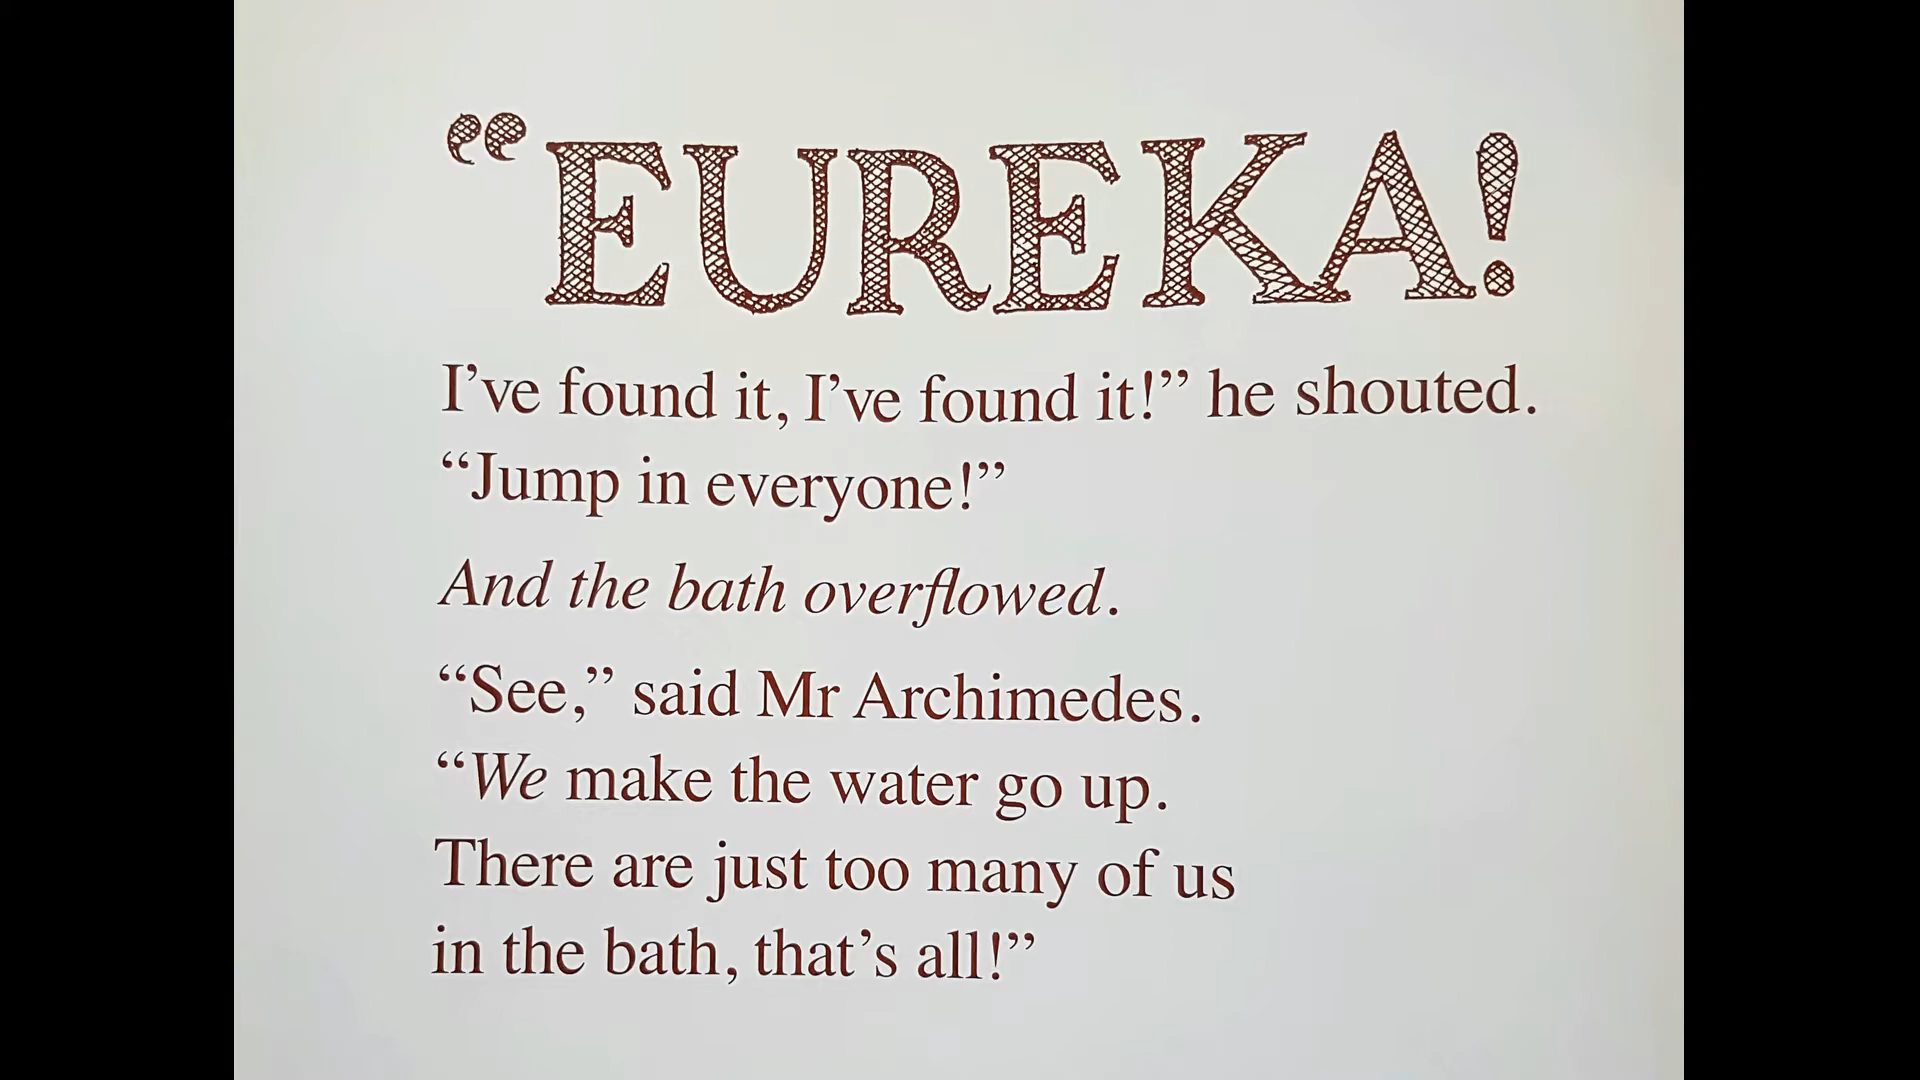 “EUREKA!
I’ve found it, I’ve found it!” he shouted.
“Jump in everyone!”
And the bath overflowed.
“See,” said Mr Archimedes.
“We make the water go up.
There are just too many of us
in the bath, that’s all!”